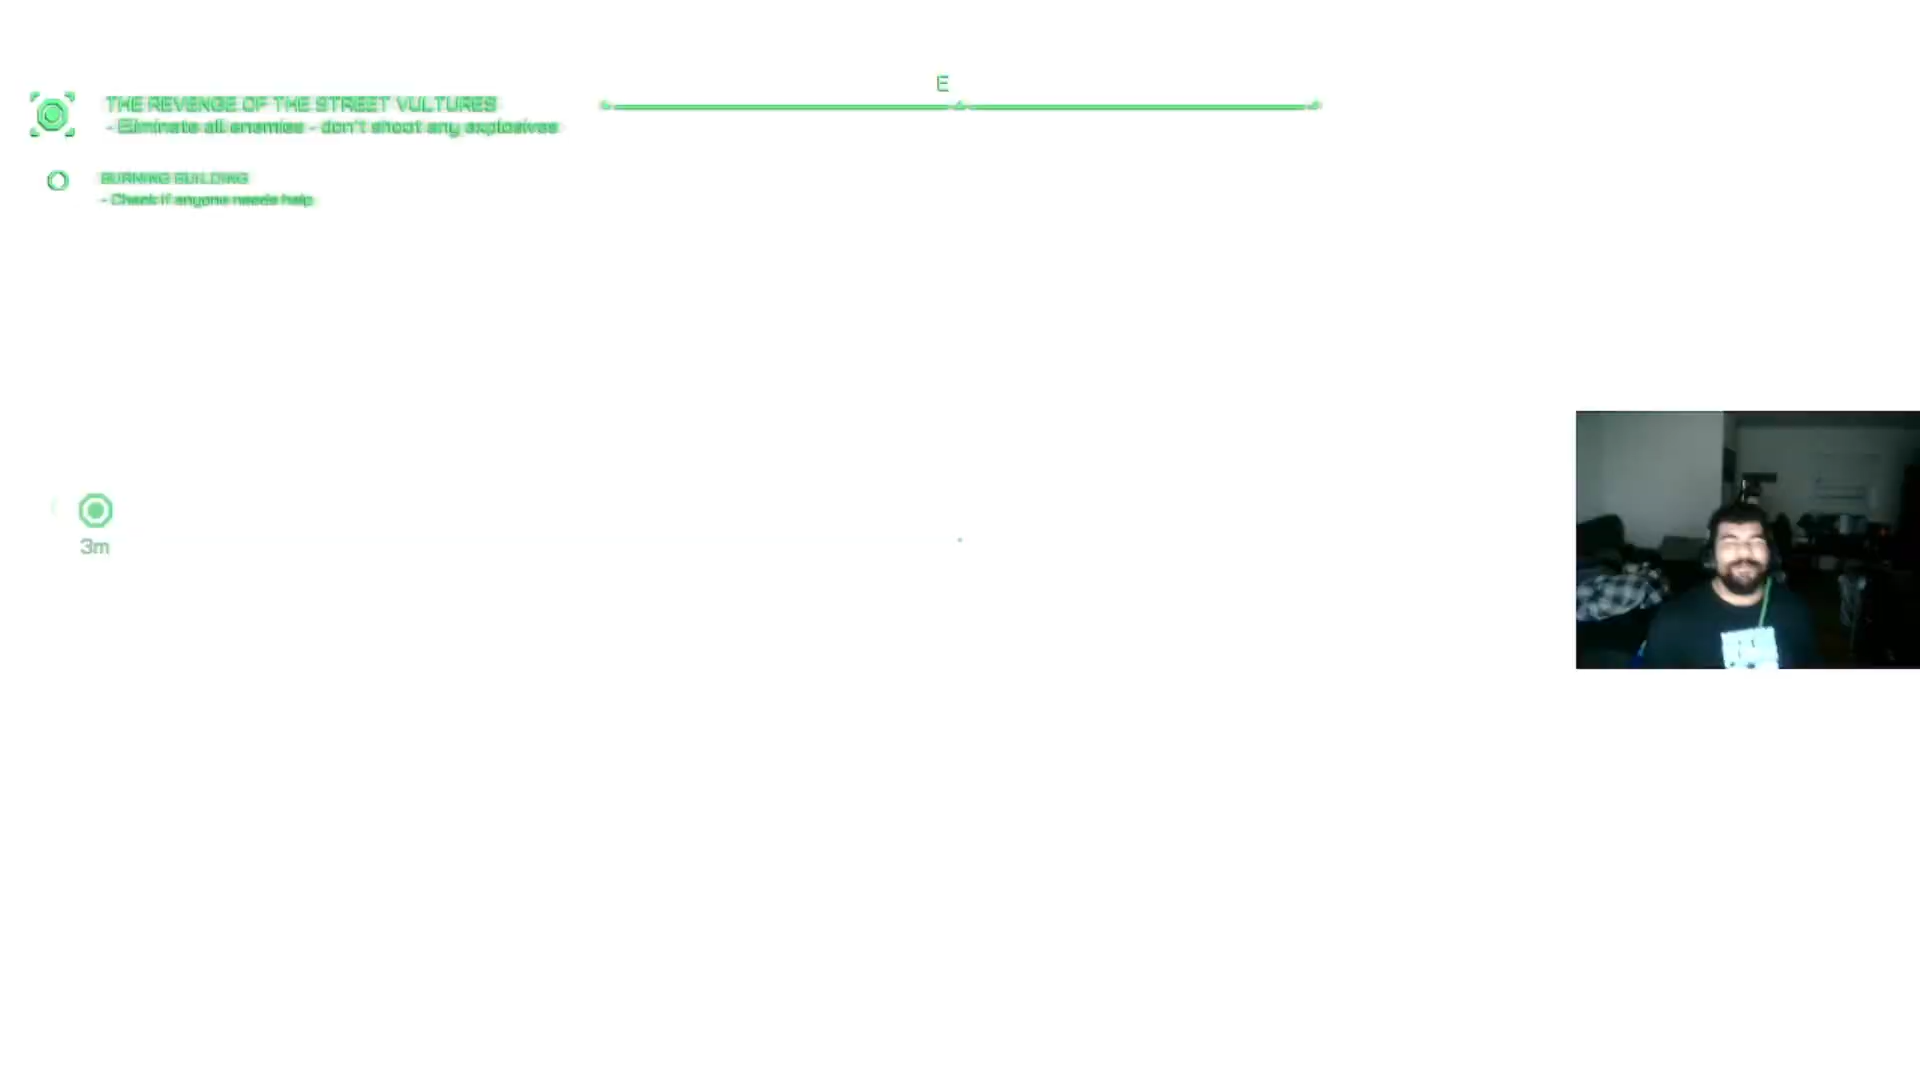 E
THE REVENGE OF THE STREET VULTURES
- Eliminate all enemies - don't shoot any explosives
BURNING BUILDING
- Check if anyone needs help
3m